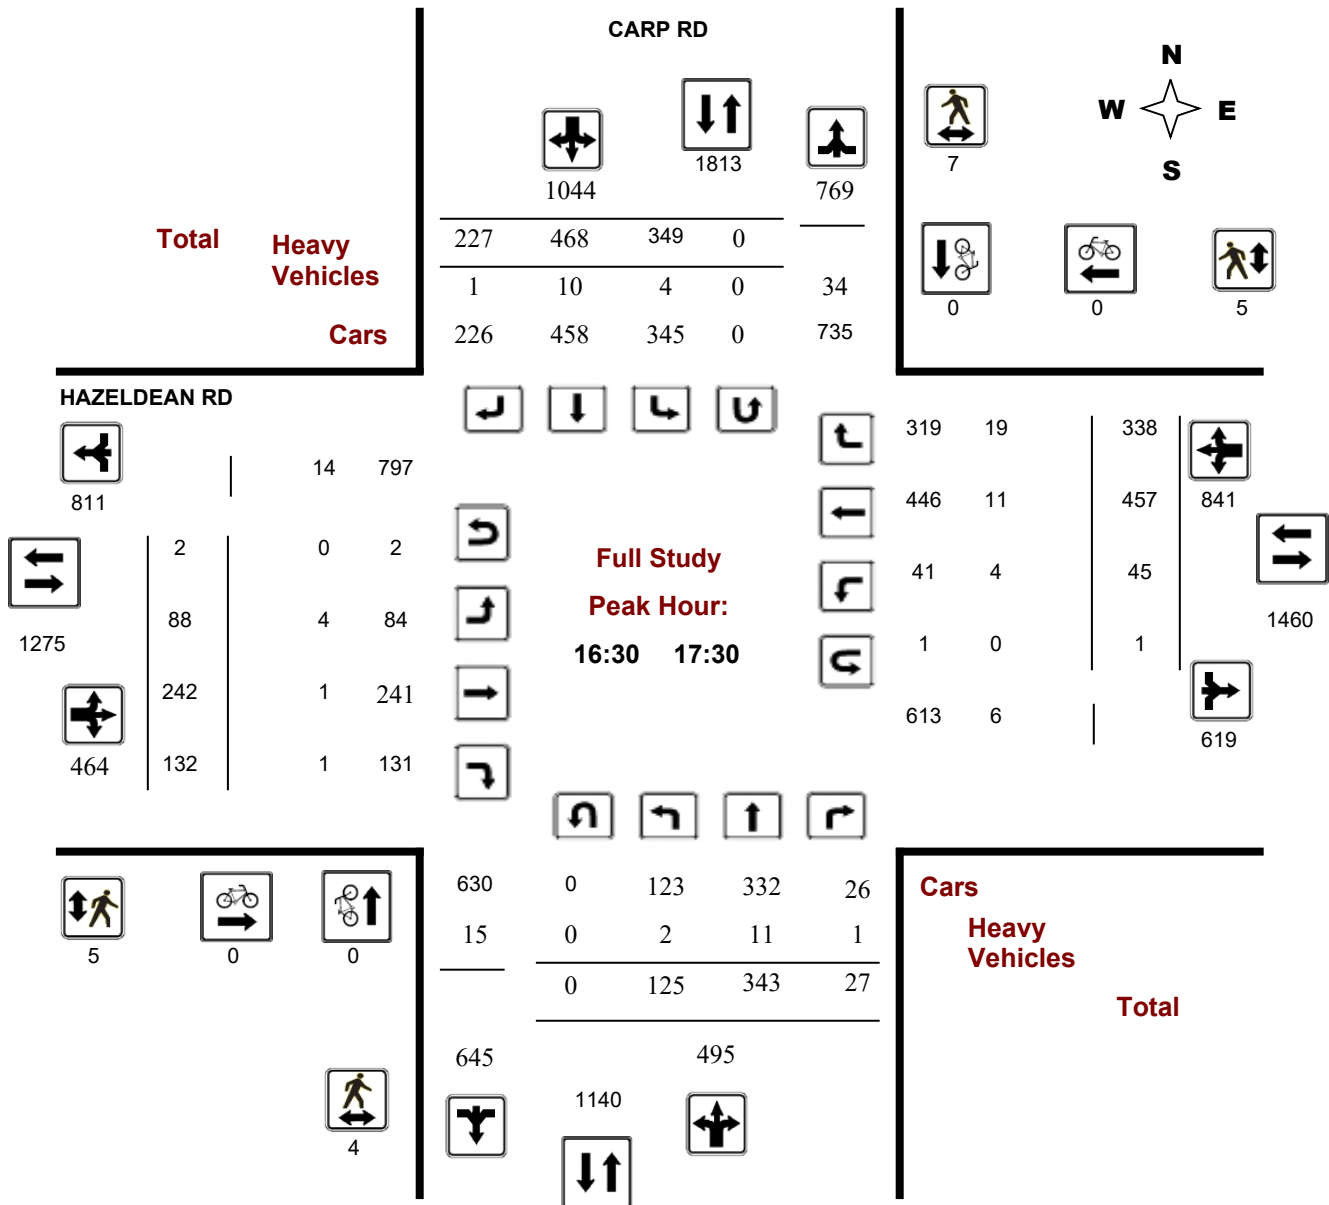 CARP RD
N
W E
S
1813
7
1044 769
Total Heavy Vehicles
227 468 349 0
1 10 4 0 34
0 0 5
Cars 226 458 345 0 735
HAZELDEAN RD
319 19 338
14 797
811
446 11 457 841
2 0 2
Full Study
41 4 45
Peak Hour:
88 4 84
1275
1460
1 0 1
16:30 17:30
242 1 241
613 6
619
464 132 1 131
630 0 123 332 26
Cars
15 0 2 11 1
Heavy Vehicles
5 0 0
0 125 343 27
Total
645 495
1140
4